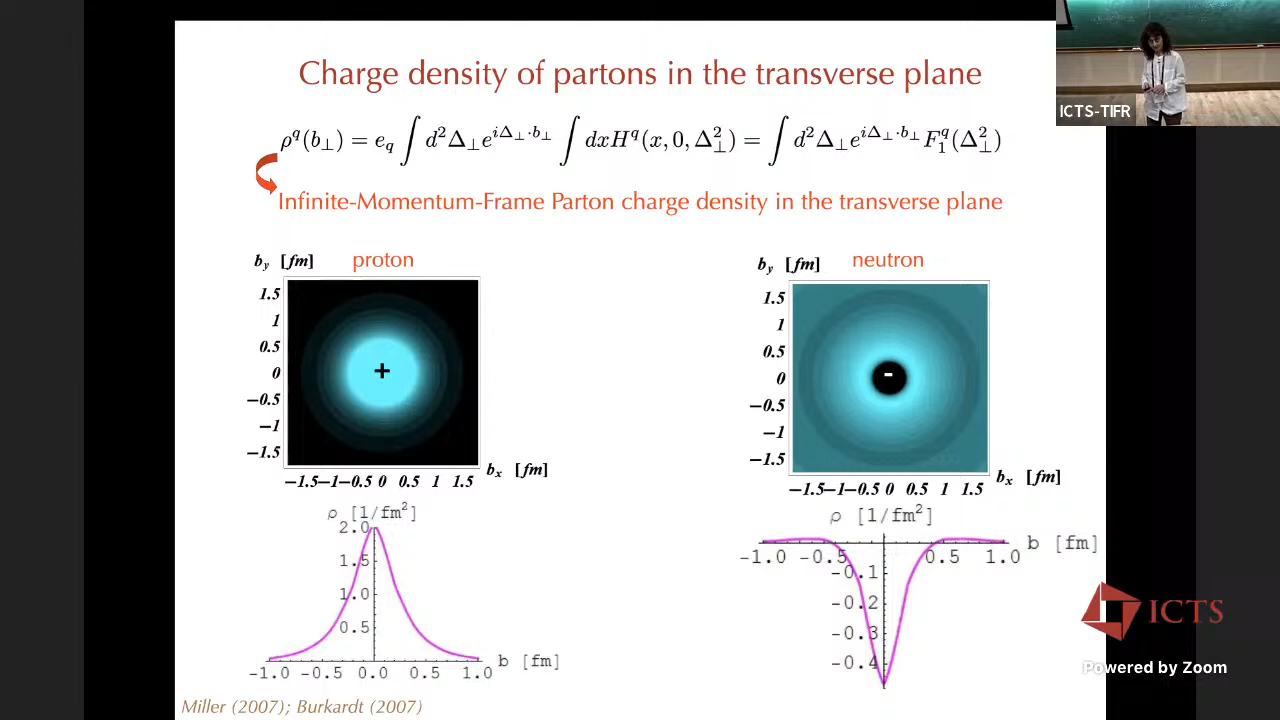 Charge density of partons in the transverse plane
ICTS-TIFR
ρ^q(b_⊥) = e_q ∫ d²Δ_⊥ e^{iΔ_⊥·b_⊥} ∫ dx H^q(x, 0, Δ²_⊥) = ∫ d²Δ_⊥ e^{iΔ_⊥·b_⊥} F₁^q(Δ²_⊥)
Infinite-Momentum-Frame Parton charge density in the transverse plane
b_y [fm] proton
1.5
1
0.5
0
−0.5
−1
−1.5
+
−1.5−1−0.5 0 0.5 1 1.5
b_x [fm]
b_y [fm] neutron
1.5
1
0.5
0
−0.5
−1
−1.5
-
−1.5−1−0.5 0 0.5 1 1.5
b_x [fm]
ρ [1/fm²]
2.0
1.5
1.0
0.5
-1.0 -0.5 0.0 0.5 1.0
b [fm]
ρ [1/fm²]
b [fm]
-1.0 -0.5 0.5 1.0
-0.1
-0.2
-0.3
-0.4
ICTS
Powered by Zoom
Miller (2007); Burkardt (2007)